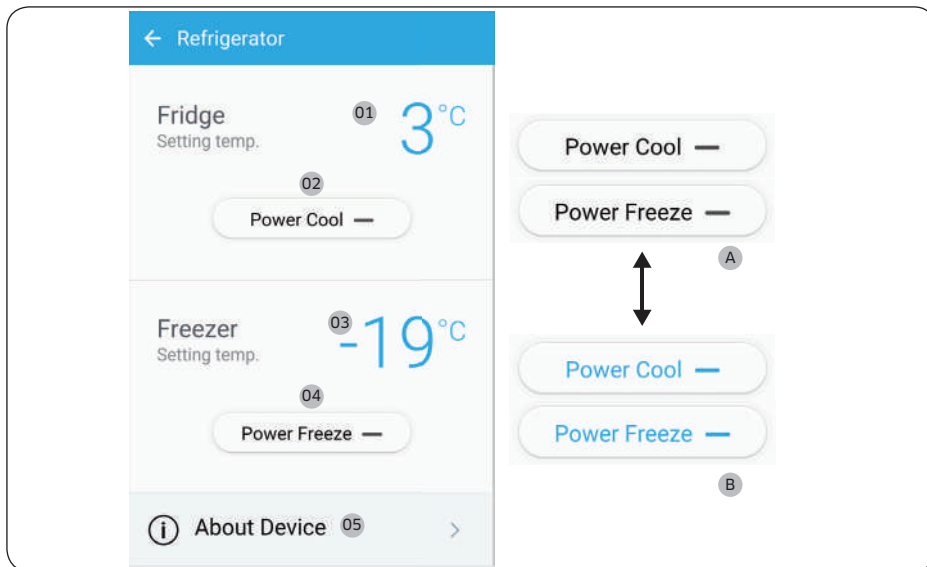 ← Refrigerator
Fridge
Setting temp.
01
3°C
02
Power Cool —
Freezer
Setting temp.
03
-19°C
04
Power Freeze —
About Device 05 >
Power Cool —
Power Freeze —
A
Power Cool —
Power Freeze —
B